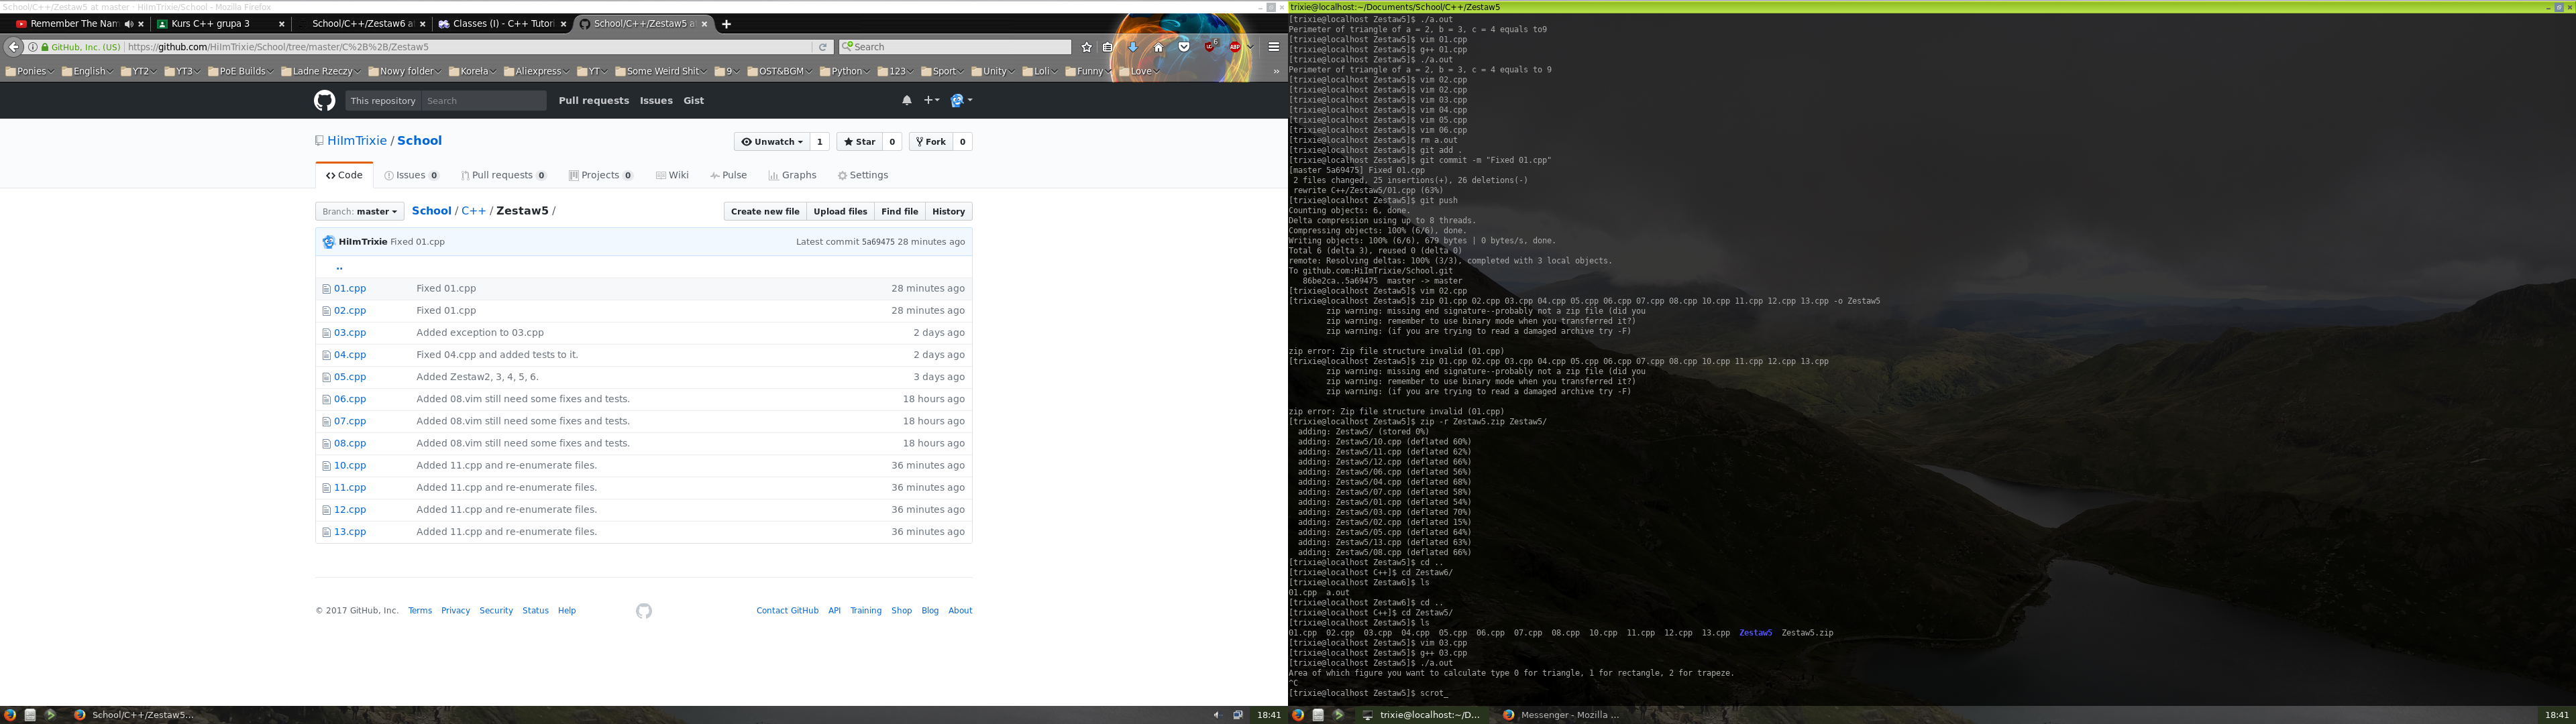 School/C++/Zestaw5 at master · HiImTrixie/School - Mozilla Firefox
Remember The Nam
Kurs C++ grupa 3
School/C++/Zestaw6 at
Classes (I) - C++ Tutori
School/C++/Zestaw5 at
GitHub, Inc. (US)
https://github.com/HiImTrixie/School/tree/master/C%2B%2B/Zestaw5
Search
6
ABP
Ponies
English
YT2
YT3
PoE Builds
Ladne Rzeczy
Nowy folder
Korełą
Aliexpress
YT
Some Weird Shit
9
OST&BGM
Python
123
Sport
Unity
Loli
Funny
Love
»
This repository
Search
Pull requests
Issues
Gist
HiImTrixie / School
Unwatch 1
Star 0
Fork 0
Code
Issues 0
Pull requests 0
Projects 0
Wiki
Pulse
Graphs
Settings
Branch: master
School / C++ / Zestaw5 /
Create new file
Upload files
Find file
History
HiImTrixie Fixed 01.cpp
Latest commit 5a69475 28 minutes ago
..
01.cpp Fixed 01.cpp 28 minutes ago
02.cpp Fixed 01.cpp 28 minutes ago
03.cpp Added exception to 03.cpp 2 days ago
04.cpp Fixed 04.cpp and added tests to it. 2 days ago
05.cpp Added Zestaw2, 3, 4, 5, 6. 3 days ago
06.cpp Added 08.vim still need some fixes and tests. 18 hours ago
07.cpp Added 08.vim still need some fixes and tests. 18 hours ago
08.cpp Added 08.vim still need some fixes and tests. 18 hours ago
10.cpp Added 11.cpp and re-enumerate files. 36 minutes ago
11.cpp Added 11.cpp and re-enumerate files. 36 minutes ago
12.cpp Added 11.cpp and re-enumerate files. 36 minutes ago
13.cpp Added 11.cpp and re-enumerate files. 36 minutes ago
© 2017 GitHub, Inc. Terms Privacy Security Status Help
Contact GitHub API Training Shop Blog About
School/C++/Zestaw5...
18:41
trixie@localhost:~/Documents/School/C++/Zestaw5
[trixie@localhost Zestaw5]$ ./a.out
Perimeter of triangle of a = 2, b = 3, c = 4 equals to9
[trixie@localhost Zestaw5]$ vim 01.cpp
[trixie@localhost Zestaw5]$ g++ 01.cpp
[trixie@localhost Zestaw5]$ ./a.out
Perimeter of triangle of a = 2, b = 3, c = 4 equals to 9
[trixie@localhost Zestaw5]$ vim 02.cpp
[trixie@localhost Zestaw5]$ vim 02.cpp
[trixie@localhost Zestaw5]$ vim 03.cpp
[trixie@localhost Zestaw5]$ vim 04.cpp
[trixie@localhost Zestaw5]$ vim 05.cpp
[trixie@localhost Zestaw5]$ vim 06.cpp
[trixie@localhost Zestaw5]$ rm a.out
[trixie@localhost Zestaw5]$ git add .
[trixie@localhost Zestaw5]$ git commit -m "Fixed 01.cpp"
[master 5a69475] Fixed 01.cpp
2 files changed, 25 insertions(+), 26 deletions(-)
rewrite C++/Zestaw5/01.cpp (63%)
[trixie@localhost Zestaw5]$ git push
Counting objects: 6, done.
Delta compression using up to 8 threads.
Compressing objects: 100% (6/6), done.
Writing objects: 100% (6/6), 679 bytes | 0 bytes/s, done.
Total 6 (delta 3), reused 0 (delta 0)
remote: Resolving deltas: 100% (3/3), completed with 3 local objects.
To github.com:HiImTrixie/School.git
86be2ca..5a69475 master -> master
[trixie@localhost Zestaw5]$ vim 02.cpp
[trixie@localhost Zestaw5]$ zip 01.cpp 02.cpp 03.cpp 04.cpp 05.cpp 06.cpp 07.cpp 08.cpp 10.cpp 11.cpp 12.cpp 13.cpp -o Zestaw5
zip warning: missing end signature--probably not a zip file (did you
zip warning: remember to use binary mode when you transferred it?)
zip warning: (if you are trying to read a damaged archive try -F)
zip error: Zip file structure invalid (01.cpp)
[trixie@localhost Zestaw5]$ zip 01.cpp 02.cpp 03.cpp 04.cpp 05.cpp 06.cpp 07.cpp 08.cpp 10.cpp 11.cpp 12.cpp 13.cpp
zip warning: missing end signature--probably not a zip file (did you
zip warning: remember to use binary mode when you transferred it?)
zip warning: (if you are trying to read a damaged archive try -F)
zip error: Zip file structure invalid (01.cpp)
[trixie@localhost Zestaw5]$ zip -r Zestaw5.zip Zestaw5/
adding: Zestaw5/ (stored 0%)
adding: Zestaw5/10.cpp (deflated 60%)
adding: Zestaw5/11.cpp (deflated 62%)
adding: Zestaw5/12.cpp (deflated 66%)
adding: Zestaw5/06.cpp (deflated 56%)
adding: Zestaw5/04.cpp (deflated 68%)
adding: Zestaw5/07.cpp (deflated 58%)
adding: Zestaw5/01.cpp (deflated 54%)
adding: Zestaw5/03.cpp (deflated 70%)
adding: Zestaw5/02.cpp (deflated 15%)
adding: Zestaw5/05.cpp (deflated 64%)
adding: Zestaw5/13.cpp (deflated 63%)
adding: Zestaw5/08.cpp (deflated 66%)
[trixie@localhost Zestaw5]$ cd ..
[trixie@localhost C++]$ cd Zestaw6/
[trixie@localhost Zestaw6]$ ls
01.cpp a.out
[trixie@localhost Zestaw6]$ cd ..
[trixie@localhost C++]$ cd Zestaw5/
[trixie@localhost Zestaw5]$ ls
01.cpp 02.cpp 03.cpp 04.cpp 05.cpp 06.cpp 07.cpp 08.cpp 10.cpp 11.cpp 12.cpp 13.cpp Zestaw5 Zestaw5.zip
[trixie@localhost Zestaw5]$ vim 03.cpp
[trixie@localhost Zestaw5]$ g++ 03.cpp
[trixie@localhost Zestaw5]$ ./a.out
Area of which figure you want to calculate type 0 for triangle, 1 for rectangle, 2 for trapeze.
^C
[trixie@localhost Zestaw5]$ scrot_
trixie@localhost:~/D...
Messenger - Mozilla ...
18:41